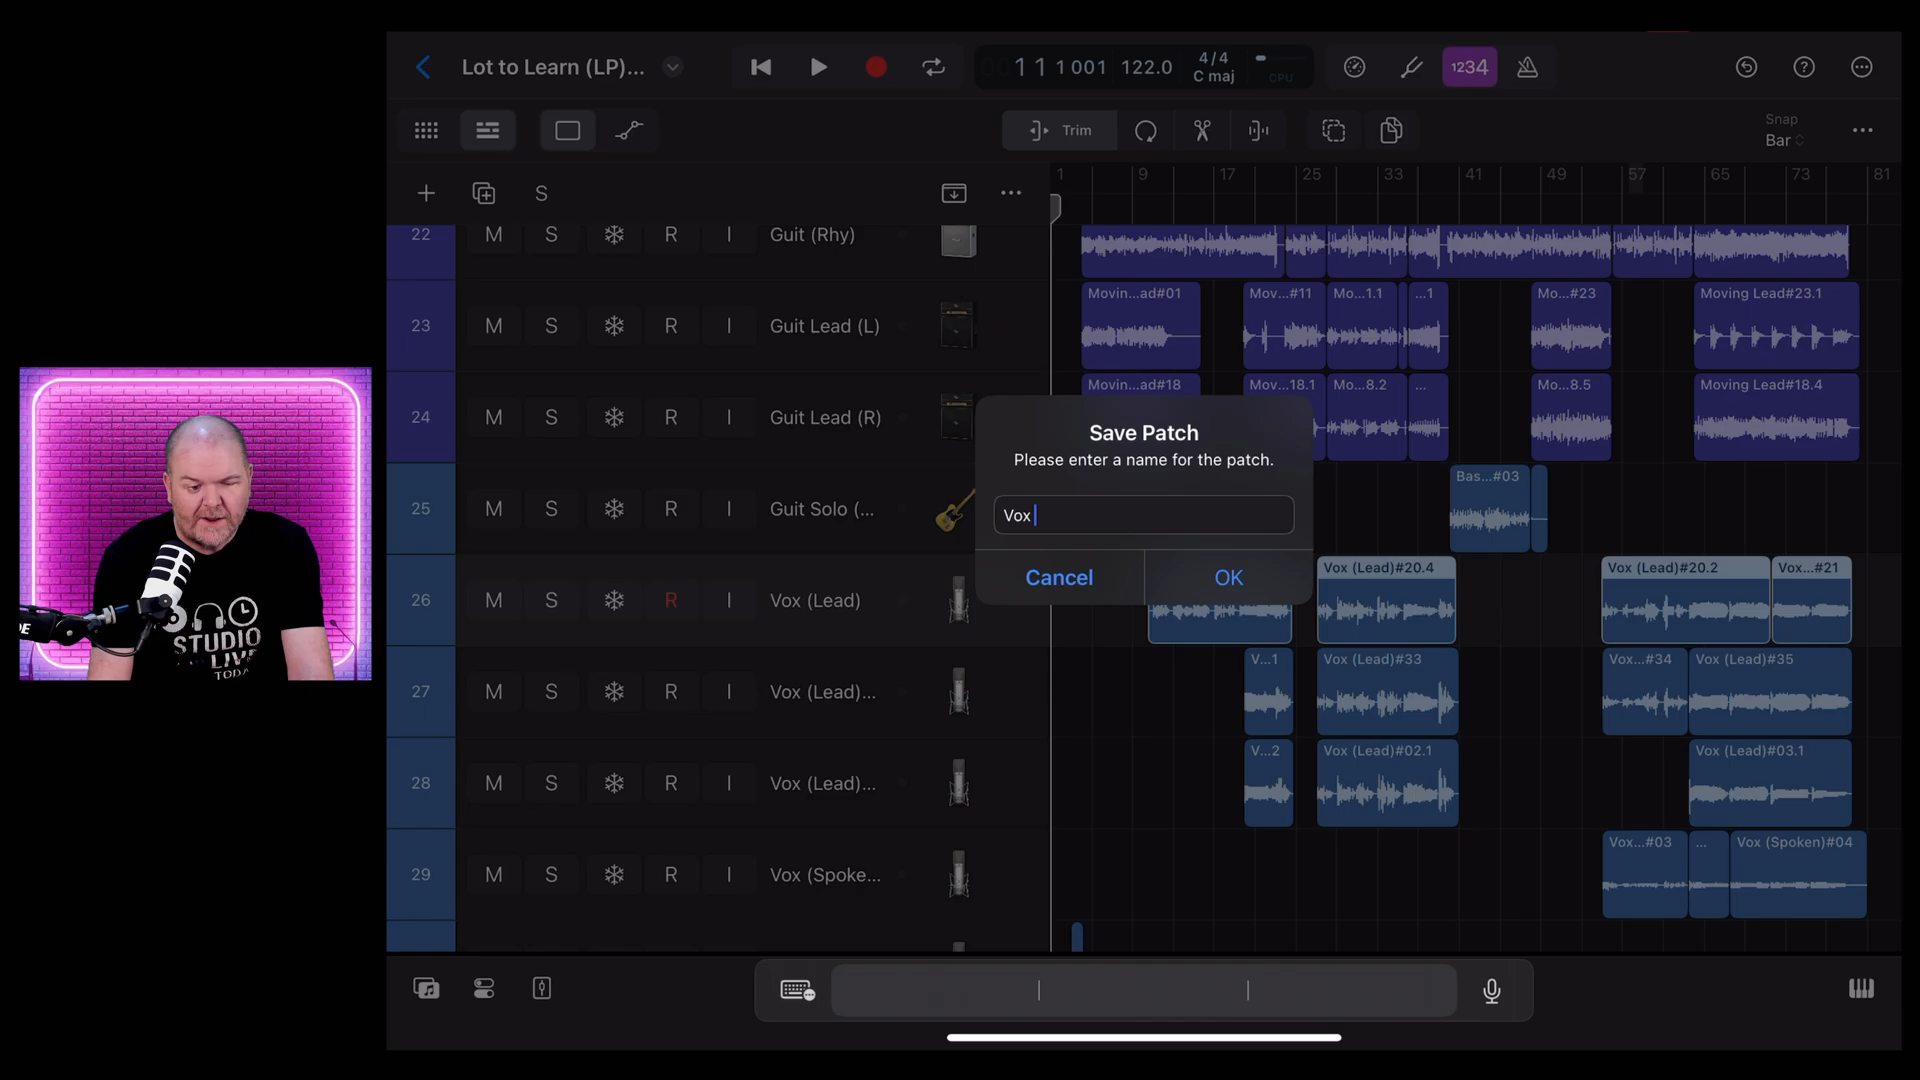 Lot to Learn (LP)...
1 1 1 001
122.0
4/4
C maj
CPU
1234
Trim
Snap
Bar
S
1 9 17 25 33 41 49 57 65 73 81
22 M S R I Guit (Rhy)
23 M S R I Guit Lead (L)
Movin...ad#01 Mov...#11 Mo...1.1 ...1 Mo...#23 Moving Lead#23.1
24 M S R I Guit Lead (R)
Movin...ad#18 Mov...18.1 Mo...8.2 ... Mo...8.5 Moving Lead#18.4
Save Patch
Please enter a name for the patch.
Vox
Cancel OK
25 M S R I Guit Solo (...
Bas...#03
26 M S R I Vox (Lead)
Vox (Lead)#20.4 Vox (Lead)#20.2 Vox...#21
27 M S R I Vox (Lead)...
V...1 Vox (Lead)#33 Vox...#34 Vox (Lead)#35
28 M S R I Vox (Lead)...
V...2 Vox (Lead)#02.1 Vox (Lead)#03.1
29 M S R I Vox (Spoke...
Vox...#03 ... Vox (Spoken)#04
STUDIO
LIVE
TODA
DE